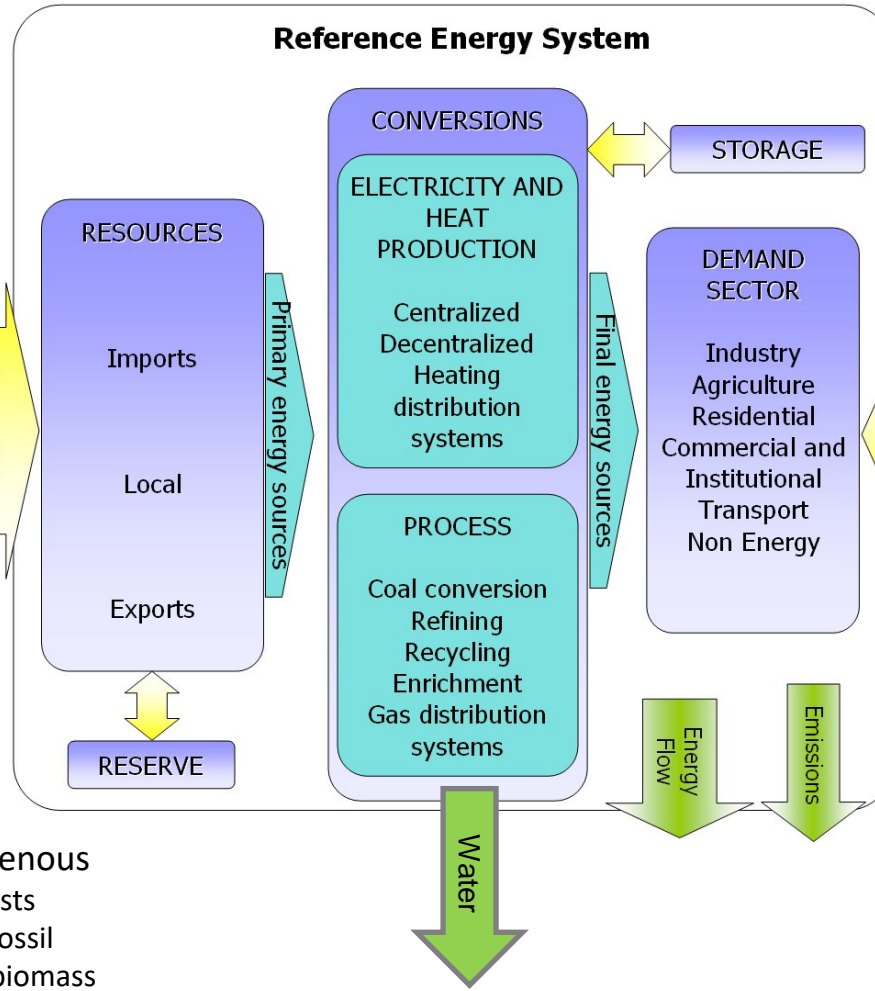 Reference Energy System
RESOURCES
Imports
Local
Exports
RESERVE
Primary energy sources
CONVERSIONS
ELECTRICITY AND
HEAT
PRODUCTION
Centralized
Decentralized
Heating
distribution
systems
PROCESS
Coal conversion
Refining
Recycling
Enrichment
Gas distribution
systems
Final energy sources
STORAGE
DEMAND
SECTOR
Industry
Agriculture
Residential
Commercial and
Institutional
Transport
Non Energy
Energy
Flow
Emissions
Water
enous
sts
ossil
biomass